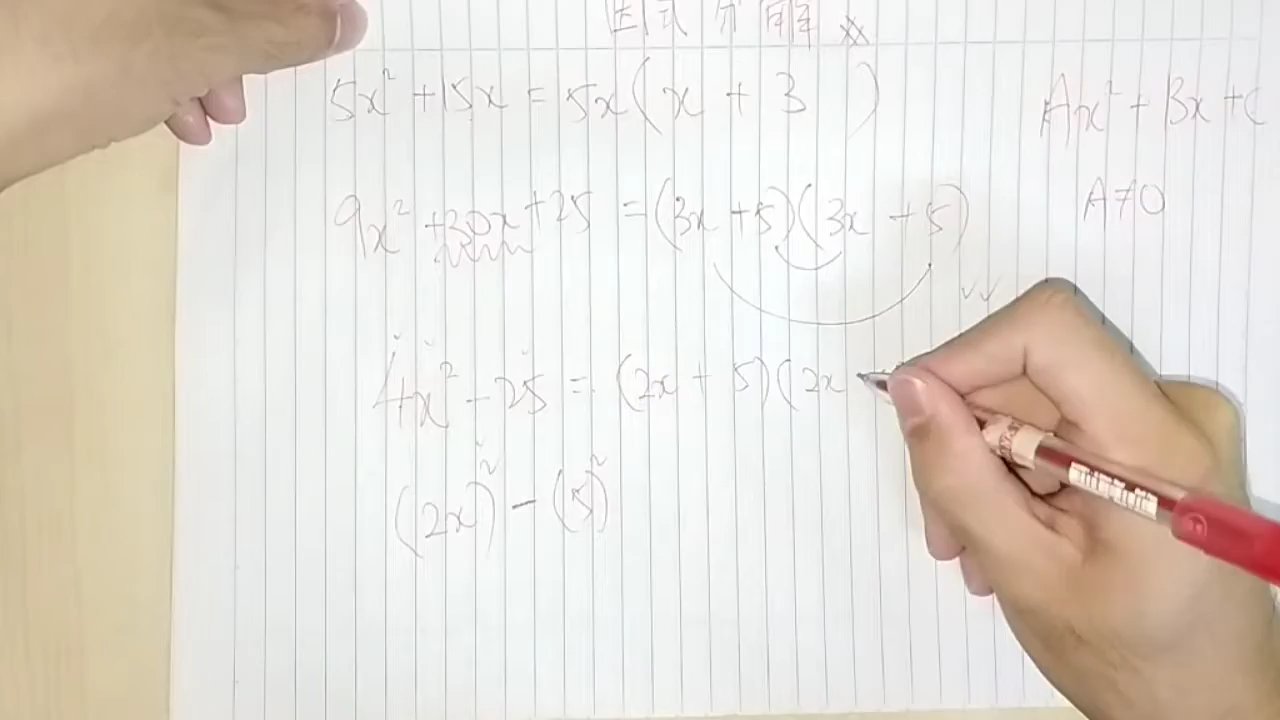 因式分解
5x² + 15x = 5x(x + 3 )
Ax² + Bx + C
9x² +30x +25 = (3x +5)(3x +5)
A≠0
4x² - 25 = (2x + 5)(2x
(2x)² - (5)²